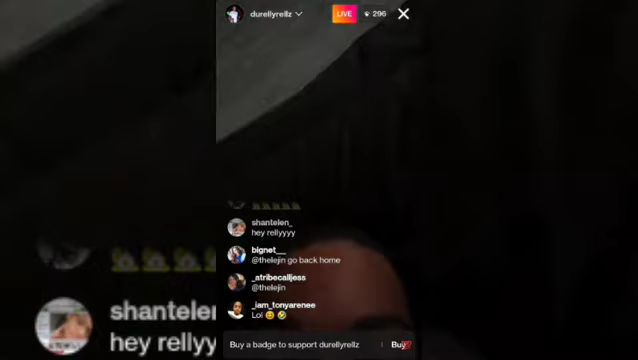 durellyrellz
LIVE
296
shantelen_
hey rellyyyy
bignet__
@thelejin go back home
_atribecalljess
@thelejin
_iam_tonyarenee
Lol 😆 🤣
Buy a badge to support durellyrellz
Buy
shantelen
hey relly